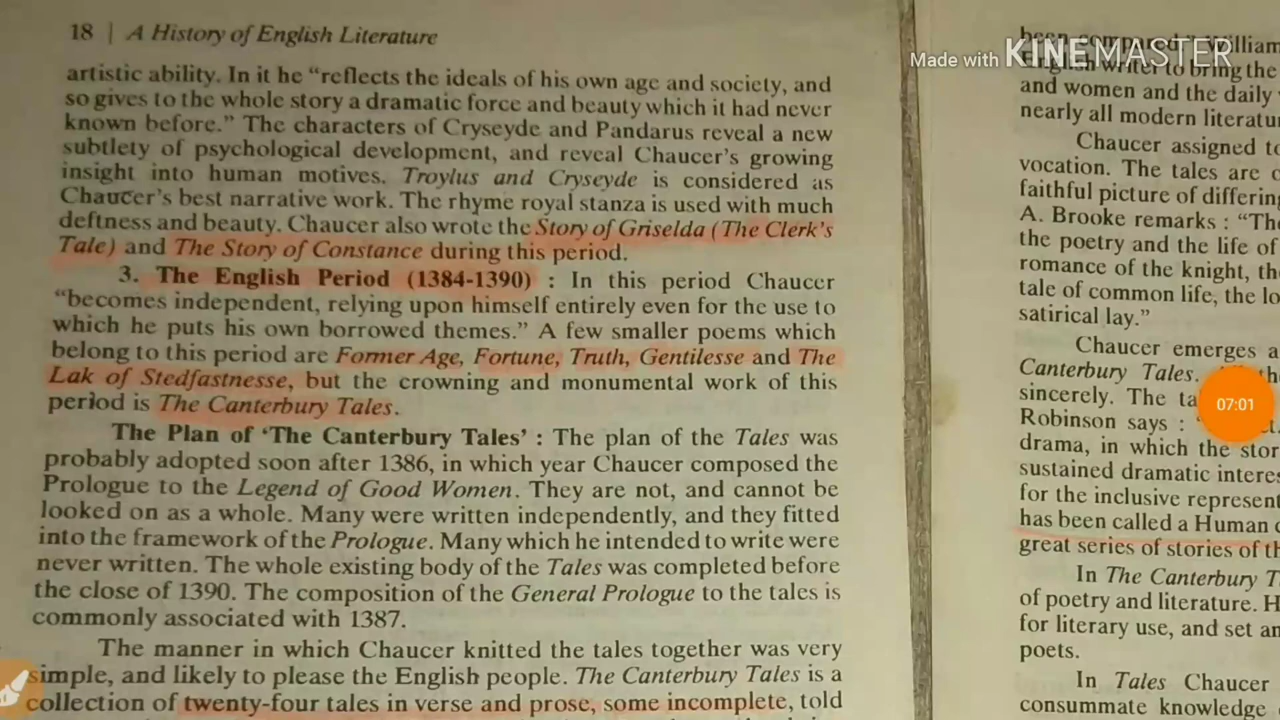 18 | A History of English Literature
artistic ability. In it he “reflects the ideals of his own age and society, and
so gives to the whole story a dramatic force and beauty which it had never
known before.” The characters of Cryseyde and Pandarus reveal a new
subtlety of psychological development, and reveal Chaucer's growing
insight into human motives. Troylus and Cryseyde is considered as
Chaucer's best narrative work. The rhyme royal stanza is used with much
deftness and beauty. Chaucer also wrote the Story of Griselda (The Clerk's
Tale) and The Story of Constance during this period.
3. The English Period (1384-1390) : In this period Chaucer
“becomes independent, relying upon himself entirely even for the use to
which he puts his own borrowed themes.” A few smaller poems which
belong to this period are Former Age, Fortune, Truth, Gentilesse and The
Lak of Stedfastnesse, but the crowning and monumental work of this
period is The Canterbury Tales.
The Plan of ‘The Canterbury Tales’ : The plan of the Tales was
probably adopted soon after 1386, in which year Chaucer composed the
Prologue to the Legend of Good Women. They are not, and cannot be
looked on as a whole. Many were written independently, and they fitted
into the framework of the Prologue. Many which he intended to write were
never written. The whole existing body of the Tales was completed before
the close of 1390. The composition of the General Prologue to the tales is
commonly associated with 1387.
The manner in which Chaucer knitted the tales together was very
simple, and likely to please the English people. The Canterbury Tales is a
collection of twenty-four tales in verse and prose, some incomplete, told
Made with KINEMASTER
been compared." William
English writer to bring the
and women and the daily
nearly all modern
Chaucer assigned to
vocation. The tales are
faithful picture of differing
A. Brooke remarks :
the poetry and the life of
romance of the knight,
tale of common life, the
satirical lay.”
Chaucer emerges
Canterbury Tales.
sincerely. The
Robinson says :
drama, in which the
sustained dramatic
for the inclusive
has been called a Human
great series of stories of
In The Canterbury
of poetry and literature.
for literary use, and set
poets.
In Tales Chaucer
consummate knowledge
07:01